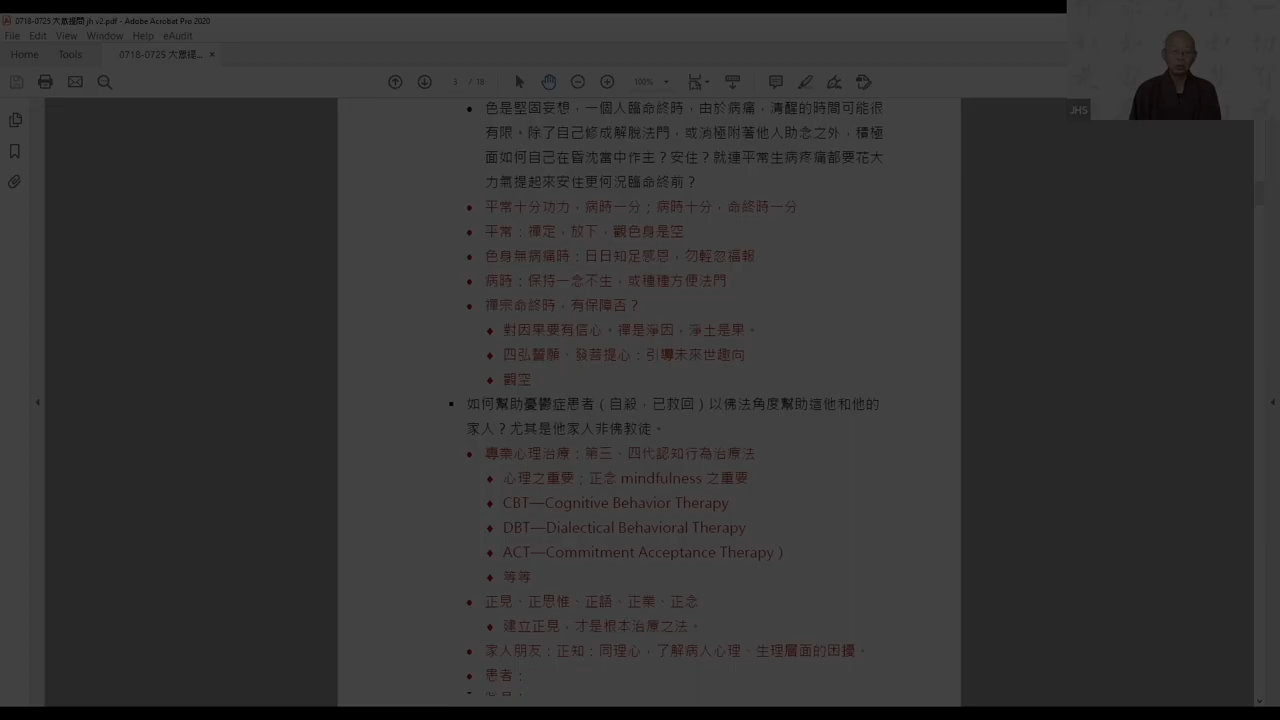 0718-0725 大眾提問 jh v2.pdf - Adobe Acrobat Pro 2020
File Edit View Window Help eAudit
Home Tools 0718-0725 大眾提... ×
3 / 18 100%
JHS
色是堅固妄想，一個人臨命終時，由於病痛，清醒的時間可能很
有限。除了自己修成解脫法門，或消極附著他人助念之外，積極
面如何自己在昏沈當中作主？安住？就連平常生病疼痛都要花大
力氣提起來安住更何況臨命終前？
平常十分功力，病時一分；病時十分，命終時一分
平常：禪定，放下，觀色身是空
色身無病痛時：日日知足感恩，勿輕忽福報
病時：保持一念不生，或種種方便法門
禪宗命終時，有保障否？
對因果要有信心。禪是淨因，淨土是果。
四弘誓願、發菩提心：引導未來世趣向
觀空
如何幫助憂鬱症患者（自殺，已救回）以佛法角度幫助這他和他的
家人？尤其是他家人非佛教徒。
專業心理治療：第三、四代認知行為治療法
心理之重要；正念 mindfulness 之重要
CBT—Cognitive Behavior Therapy
DBT—Dialectical Behavioral Therapy
ACT—Commitment Acceptance Therapy）
等等
正見、正思惟、正語、正業、正念
建立正見，才是根本治療之法。
家人朋友：正知：同理心，了解病人心理、生理層面的困擾。
患者：